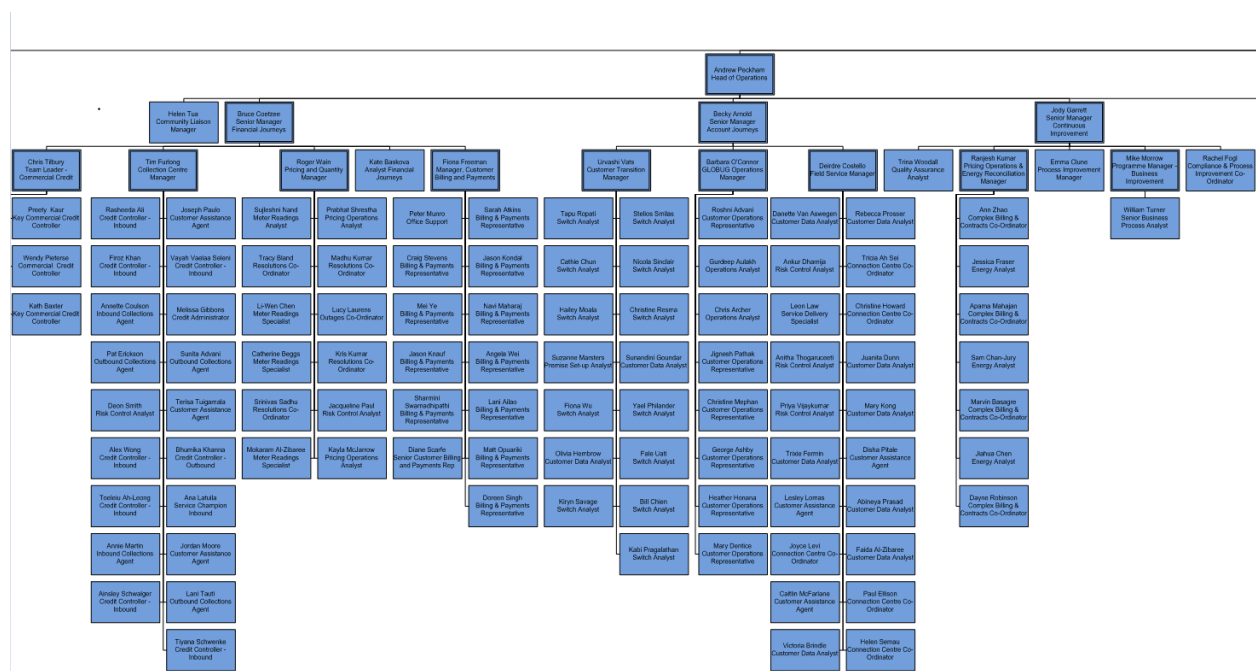 Andrew Peckham
Head of Operations
Helen Tua
Community Liaison
Manager
Bruce Coetzee
Senior Manager
Financial Journeys
Becky Arnold
Senior Manager
Account Journeys
Jody Garrett
Senior Manager
Continuous
Improvement
Chris Tilbury
Team Leader -
Commercial Credit
Tim Furlong
Collection Centre
Manager
Roger Wain
Pricing and Quantity
Manager
Kate Baskova
Analyst Financial
Journeys
Fiona Freeman
Manager, Customer
Billing and Payments
Urvashi Vats
Customer Transition
Manager
Barbara O'Connor
GLOBUG Operations
Manager
Deirdre Costello
Field Service Manager
Trina Woodall
Quality Assurance
Analyst
Ranjesh Kumar
Pricing Operations &
Energy Reconciliation
Manager
Emma Clune
Process Improvement
Manager
Mike Morrow
Programme Manager -
Business
Improvement
Rachel Fogl
Compliance & Process
Improvement Co-
Ordinator
Preety Kaur
Key Commercial Credit
Controller
Wendy Pieterse
Commercial Credit
Controller
Kath Baxter
Key Commercial Credit
Controller
Rasheeda Ali
Credit Controller -
Inbound
Firoz Khan
Credit Controller -
Inbound
Annette Coulson
Inbound Collections
Agent
Pat Erickson
Outbound Collections
Agent
Deon Smith
Risk Control Analyst
Alex Wong
Credit Controller -
Inbound
Toeleiu Ah-Leong
Credit Controller -
Inbound
Annie Martin
Inbound Collections
Agent
Ainsley Schwaiger
Credit Controller -
Inbound
Joseph Paulo
Customer Assistance
Agent
Vayah Vaelaa Seleni
Credit Controller -
Inbound
Melissa Gibbons
Credit Administrator
Sunita Advani
Outbound Collections
Agent
Terisa Tuigamala
Customer Assistance
Agent
Bhumika Khanna
Credit Controller -
Outbound
Ana Latuila
Service Champion
Inbound
Jordan Moore
Customer Assistance
Agent
Lani Tauti
Outbound Collections
Agent
Tiyana Schwenke
Credit Controller -
Inbound
Sujleshni Nand
Meter Readings
Analyst
Tracy Bland
Resolutions Co-
Ordinator
Li-Wen Chen
Meter Readings
Specialist
Catherine Beggs
Meter Readings
Specialist
Srinivas Sadhu
Resolutions Co-
Ordinator
Mokaram Al-Zibaree
Meter Readings
Specialist
Prabhat Shrestha
Pricing Operations
Analyst
Madhu Kumar
Resolutions Co-
Ordinator
Lucy Laurens
Outages Co-Ordinator
Kris Kumar
Resolutions Co-
Ordinator
Jacqueline Paul
Risk Control Analyst
Kayla McJarrow
Pricing Operations
Analyst
Peter Munro
Office Support
Craig Stevens
Billing & Payments
Representative
Mei Ye
Billing & Payments
Representative
Jason Knauf
Billing & Payments
Representative
Sharmini
Swarnadhipathi
Billing & Payments
Representative
Diane Scarfe
Senior Customer Billing
and Payments Rep
Sarah Atkins
Billing & Payments
Representative
Jason Kondal
Billing & Payments
Representative
Navi Maharaj
Billing & Payments
Representative
Angela Wei
Billing & Payments
Representative
Lani Ailao
Billing & Payments
Representative
Matt Opuariki
Billing & Payments
Representative
Doreen Singh
Billing & Payments
Representative
Tapu Ropati
Switch Analyst
Cathie Chun
Switch Analyst
Hailey Moala
Switch Analyst
Suzanne Marsters
Premise Set-up Analyst
Fiona Wu
Switch Analyst
Olivia Hembrow
Customer Data Analyst
Kiryn Savage
Switch Analyst
Stelios Smilas
Switch Analyst
Nicola Sinclair
Switch Analyst
Christine Resma
Switch Analyst
Sunandini Goundar
Customer Data Analyst
Yael Philander
Switch Analyst
Fala Uati
Switch Analyst
Bill Chien
Switch Analyst
Kabi Pragalathan
Switch Analyst
Roshni Advani
Customer Operations
Representative
Gurdeep Aulakh
Operations Analyst
Chris Archer
Operations Analyst
Jignesh Pathak
Customer Operations
Representative
Christine Mephan
Customer Operations
Representative
George Ashby
Customer Operations
Representative
Heather Honana
Customer Operations
Representative
Mary Dentice
Customer Operations
Representative
Danette Van Aswegen
Customer Data Analyst
Ankur Dhamija
Risk Control Analyst
Leon Law
Service Delivery
Specialist
Anitha Thogaruceeti
Risk Control Analyst
Priya Vijaykumar
Risk Control Analyst
Trixie Fermin
Customer Data Analyst
Lesley Lomas
Customer Assistance
Agent
Joyce Levi
Connection Centre Co-
Ordinator
Caitlin McFarlane
Customer Assistance
Agent
Victoria Brindle
Customer Data Analyst
Rebecca Prosser
Customer Data Analyst
Tricia Ah Sei
Connection Centre Co-
Ordinator
Christine Howard
Connection Centre Co-
Ordinator
Juanita Dunn
Customer Data Analyst
Mary Kong
Customer Data Analyst
Disha Pitale
Customer Assistance
Agent
Abineya Prasad
Customer Data Analyst
Faida Al-Zibaree
Connection Centre Co-
Ordinator
Paul Ellison
Connection Centre Co-
Ordinator
Helen Semau
Connection Centre Co-
Ordinator
Ann Zhao
Complex Billing &
Contracts Co-Ordinator
Jessica Fraser
Energy Analyst
Aparna Mahajan
Complex Billing &
Contracts Co-Ordinator
Sam Chan-Jury
Energy Analyst
Marvin Basagre
Complex Billing &
Contracts Co-Ordinator
Jiahua Chen
Energy Analyst
Dayne Robinson
Complex Billing &
Contracts Co-Ordinator
William Turner
Senior Business
Process Analyst